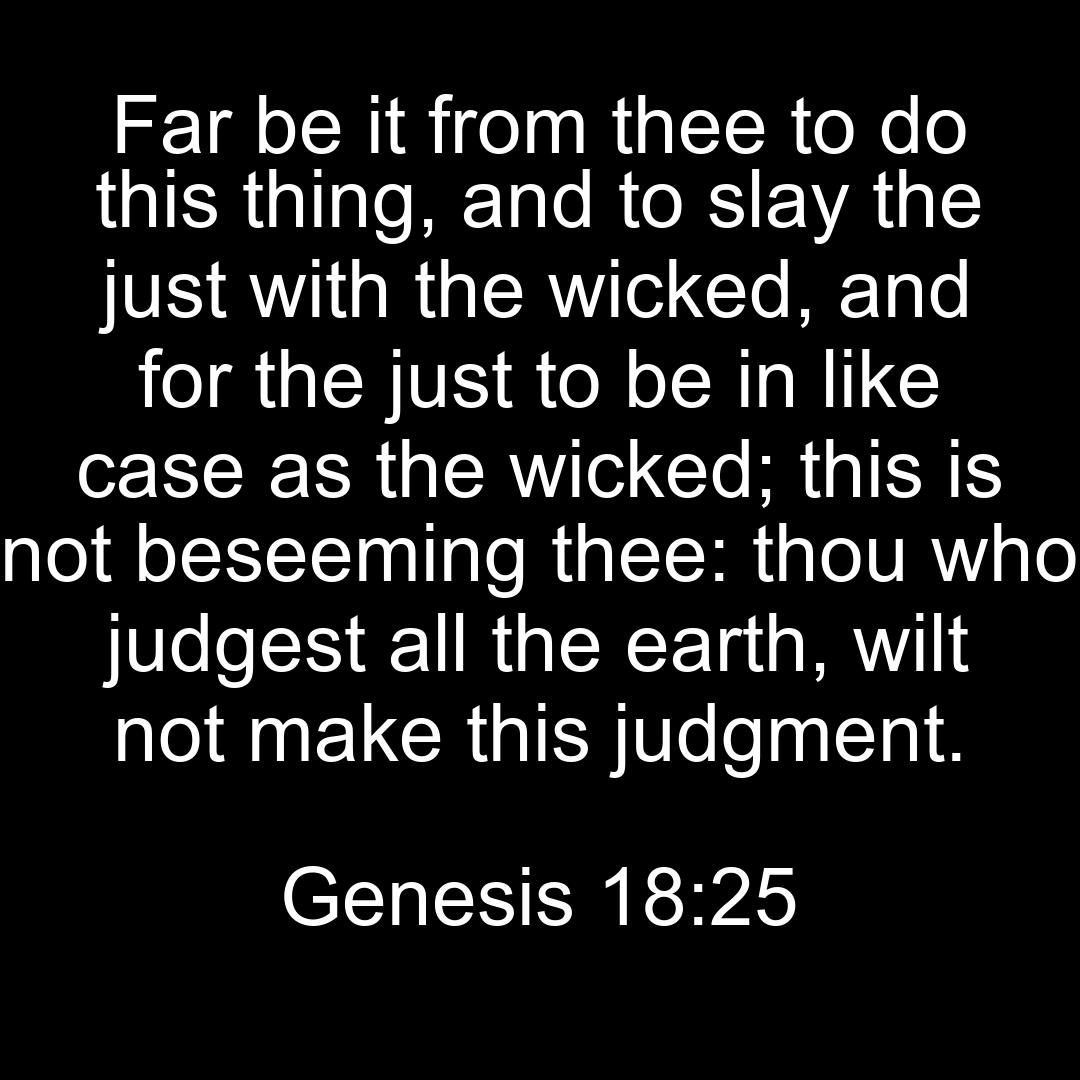 Far be it from thee to do
this thing, and to slay the
just with the wicked, and
for the just to be in like
case as the wicked; this is
not beseeming thee: thou who
judgest all the earth, wilt
not make this judgment.
Genesis 18:25